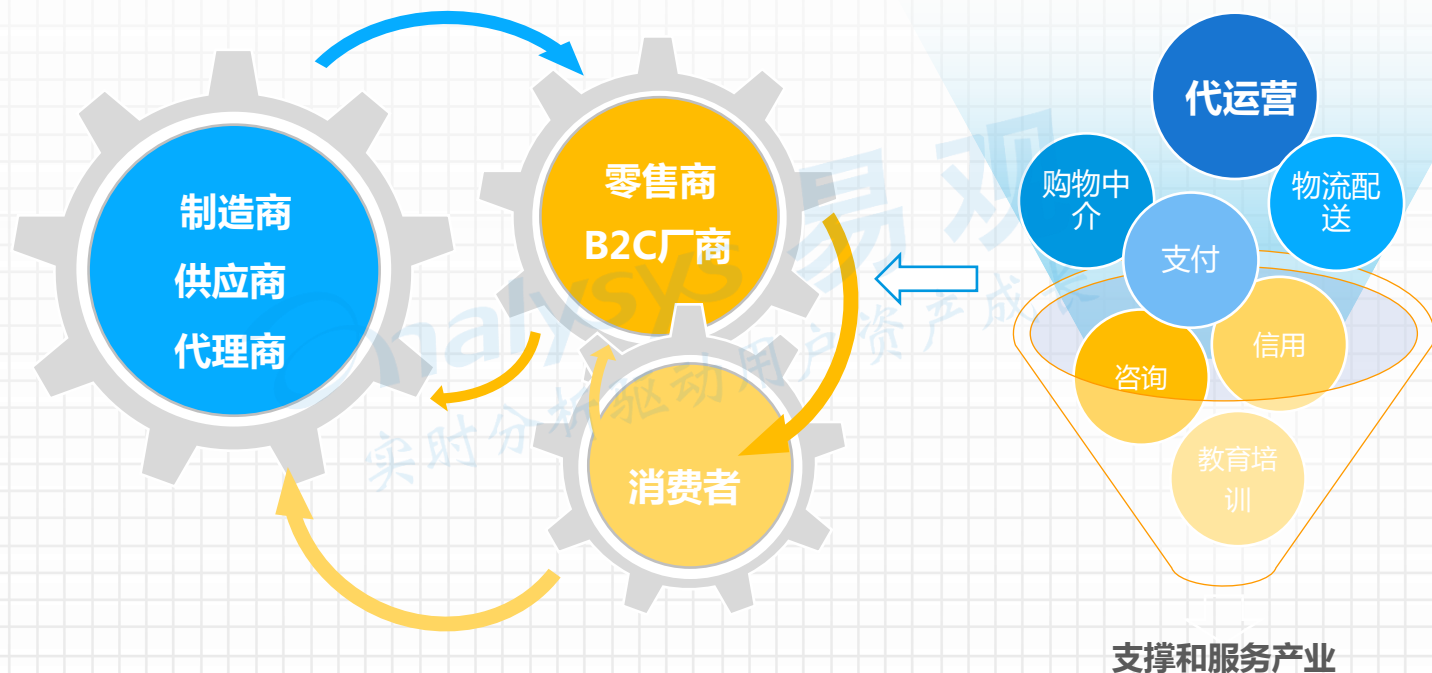 制造商
供应商
代理商
零售商
B2C厂商
消费者
代运营
购物中
介
物流配
送
支付
信用
咨询
教育培
训
支撑和服务产业
nalysys 易观
实时分析驱动用户资产成长